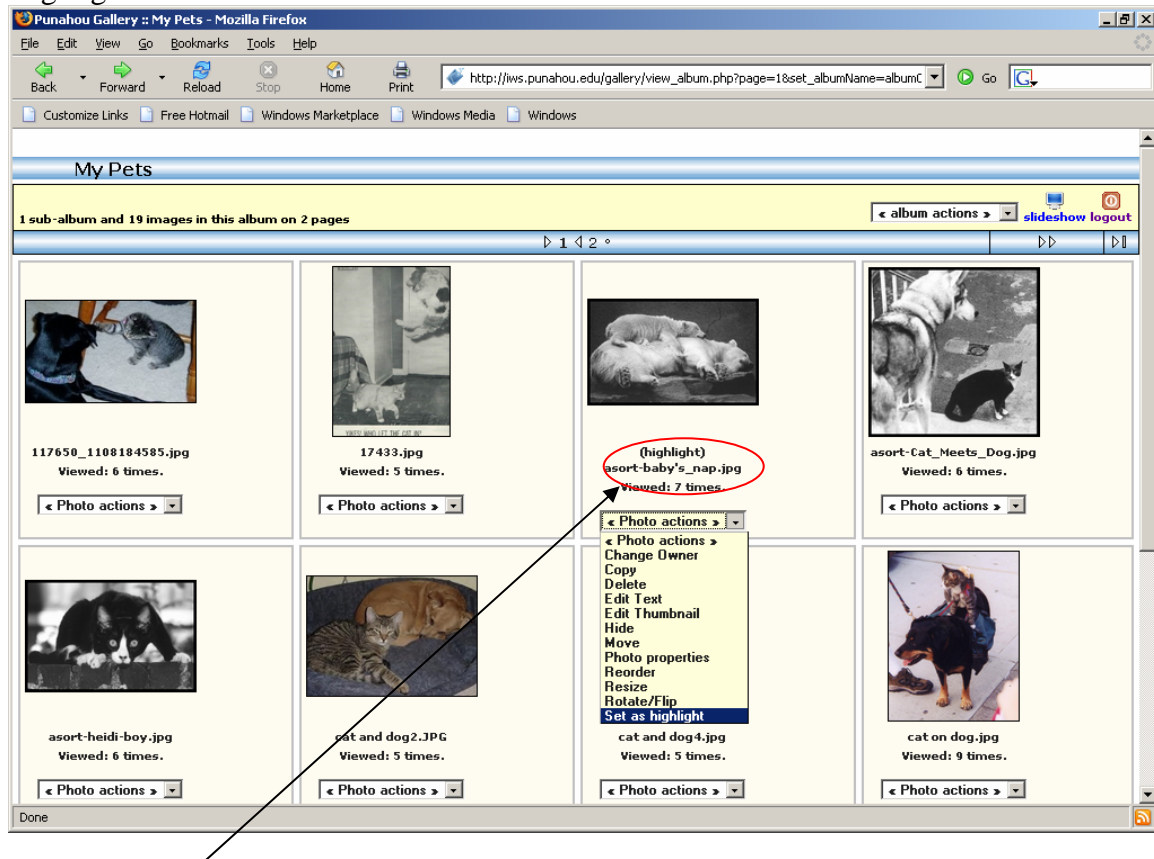 Punahou Gallery :: My Pets - Mozilla Firefox
File Edit View Go Bookmarks Tools Help
Back Forward Reload Stop Home Print http://iws.punahou.edu/gallery/view_album.php?page=1&set_albumName=albumC Go
Customize Links Free Hotmail Windows Marketplace Windows Media Windows
My Pets
1 sub-album and 19 images in this album on 2 pages
« album actions » slideshow logout
1 2
117650_1108184585.jpg
Viewed: 6 times.
« Photo actions »
17433.jpg
Viewed: 5 times.
« Photo actions »
(highlight)
asort-baby's_nap.jpg
Viewed: 7 times.
« Photo actions »
« Photo actions »
Change Owner
Copy
Delete
Edit Text
Edit Thumbnail
Hide
Move
Photo properties
Reorder
Resize
Rotate/Flip
Set as highlight
asort-Cat_Meets_Dog.jpg
Viewed: 6 times.
« Photo actions »
asort-heidi-boy.jpg
Viewed: 6 times.
« Photo actions »
cat and dog2.JPG
Viewed: 5 times.
« Photo actions »
cat and dog4.jpg
Viewed: 5 times.
« Photo actions »
cat on dog.jpg
Viewed: 9 times.
« Photo actions »
Done